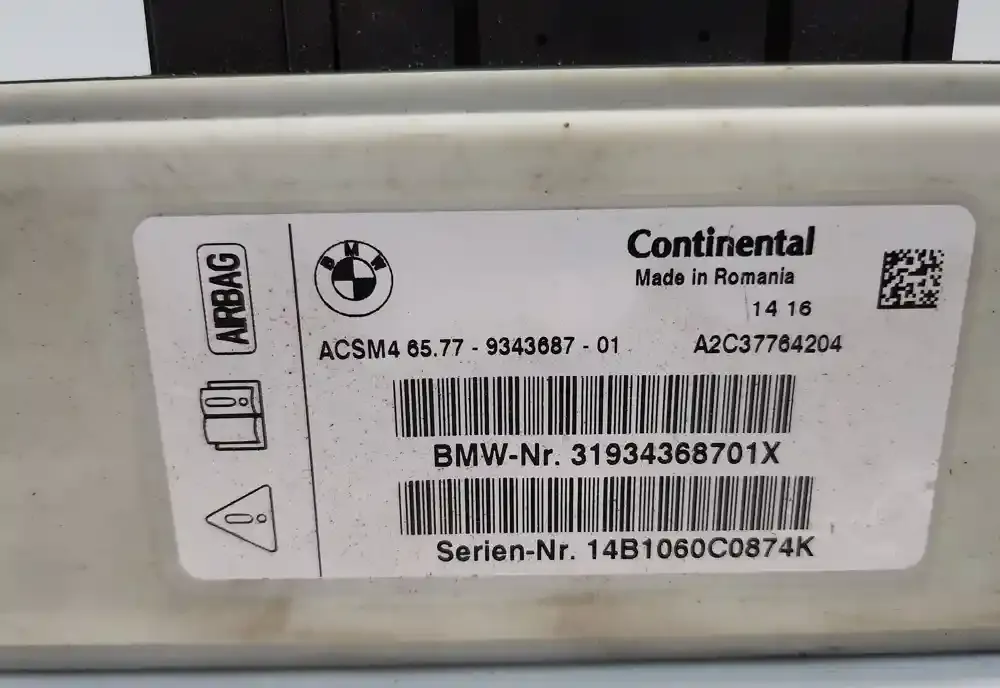 AIRBAG
BMW
Continental
Made in Romania
14 16
ACSM4 65.77 - 9343687 - 01 A2C37764204
BMW-Nr. 31934368701X
Serien-Nr. 14B1060C0874K